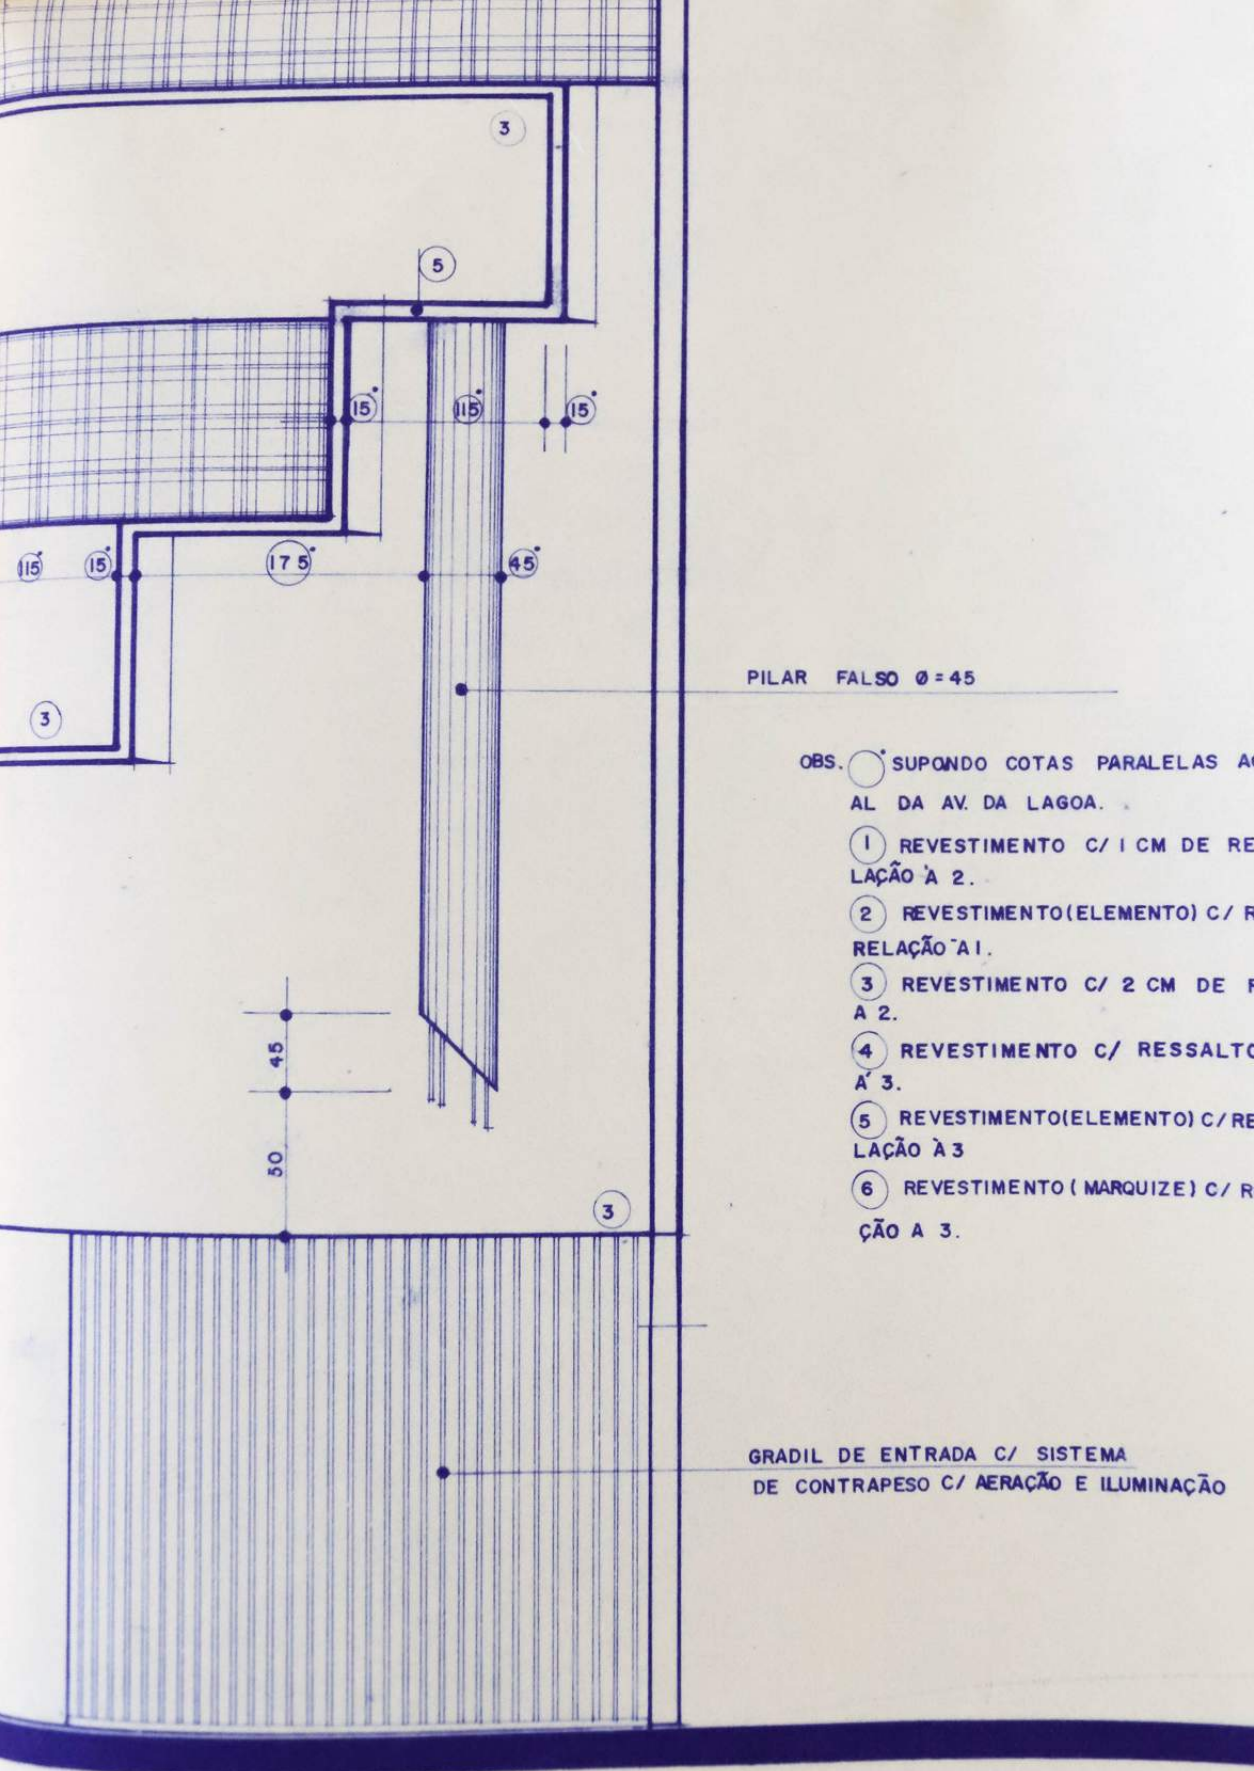 3
5
15
115
15
115
15
175
45
PILAR FALSO Ø=45
3
OBS. SUPONDO COTAS PARALELAS
AL DA AV. DA LAGOA.
1 REVESTIMENTO C/ 1 CM DE RE
LAÇÃO À 2.
2 REVESTIMENTO(ELEMENTO) C/ R
RELAÇÃO A 1.
45
3 REVESTIMENTO C/ 2 CM DE
A 2.
4 REVESTIMENTO C/ RESSALTO
A 3.
5 REVESTIMENTO(ELEMENTO) C/ RE
LAÇÃO À 3
50
6 REVESTIMENTO (MARQUIZE) C/ R
ÇÃO A 3.
3
GRADIL DE ENTRADA C/ SISTEMA
DE CONTRAPESO C/ AERAÇÃO E ILUMINAÇÃO